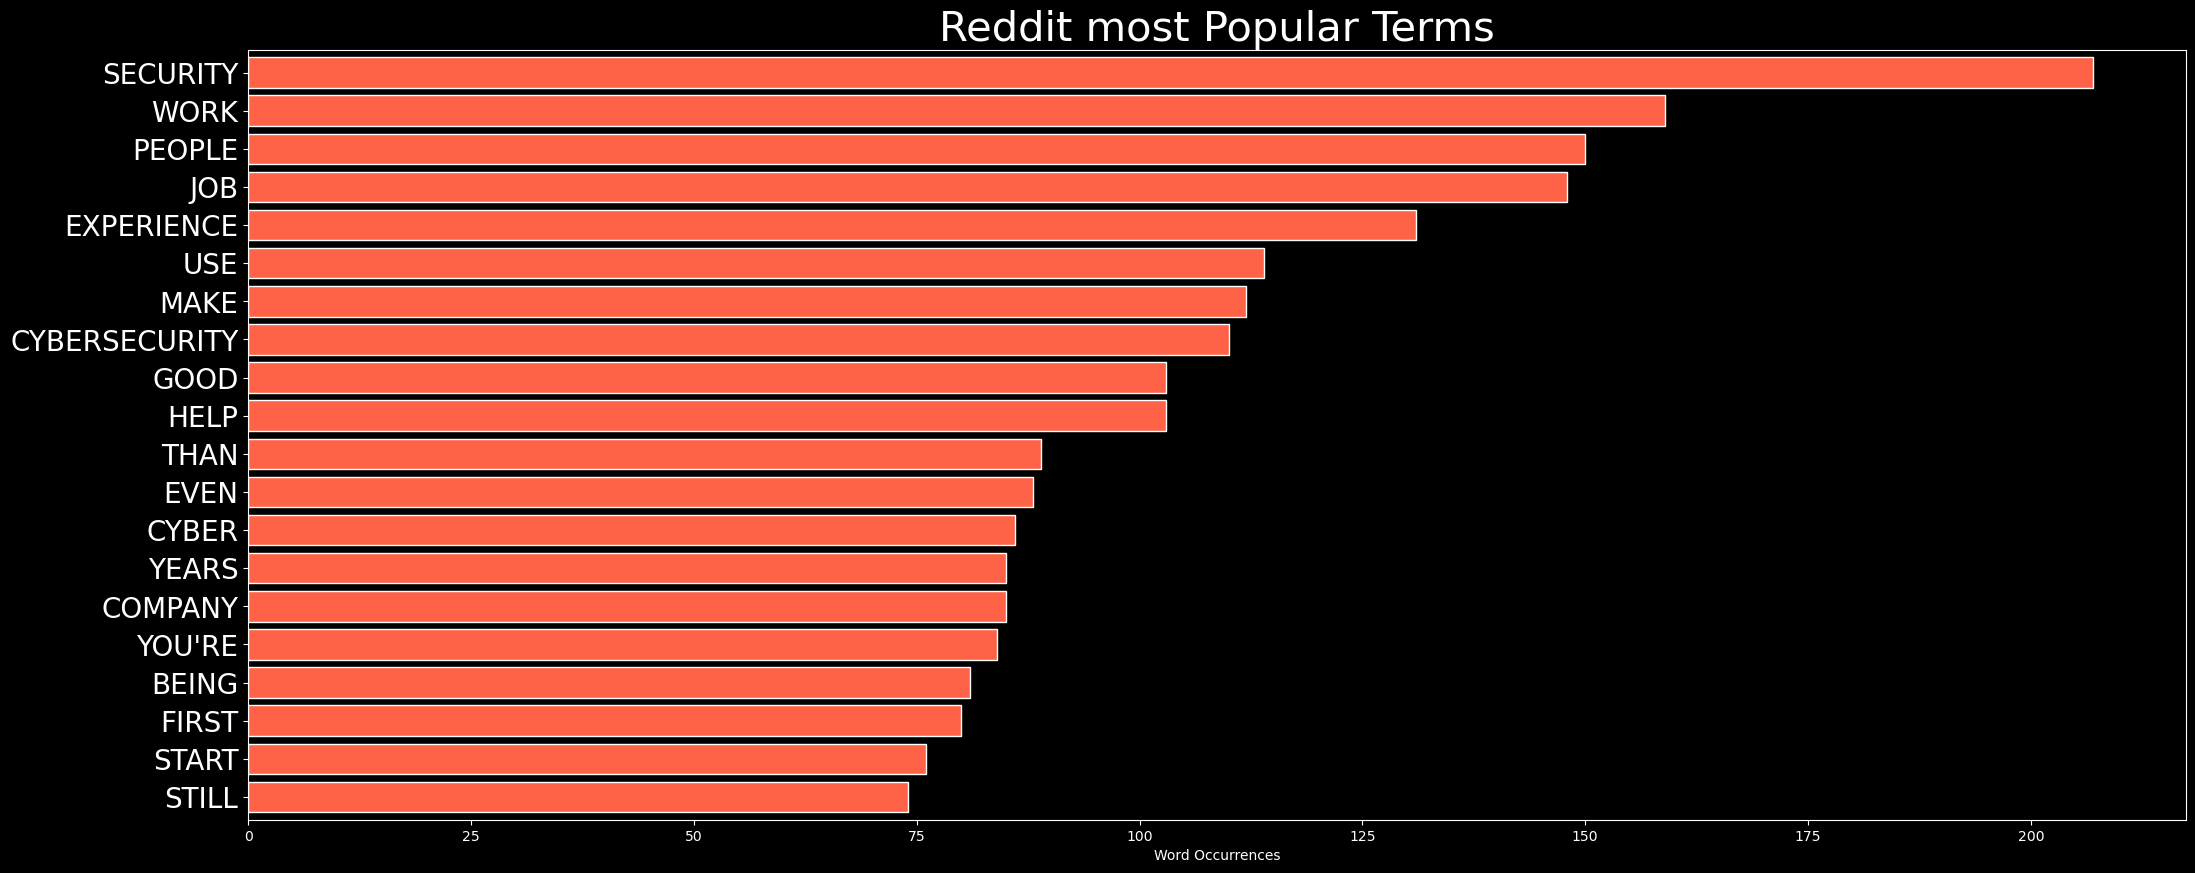 Reddit most Popular Terms
SECURITY
WORK
PEOPLE
JOB
EXPERIENCE
USE
MAKE
CYBERSECURITY
GOOD
HELP
THAN
EVEN
CYBER
YEARS
COMPANY
YOU'RE
BEING
FIRST
START
STILL
0 25 50 75 100 125 150 175 200
Word Occurrences